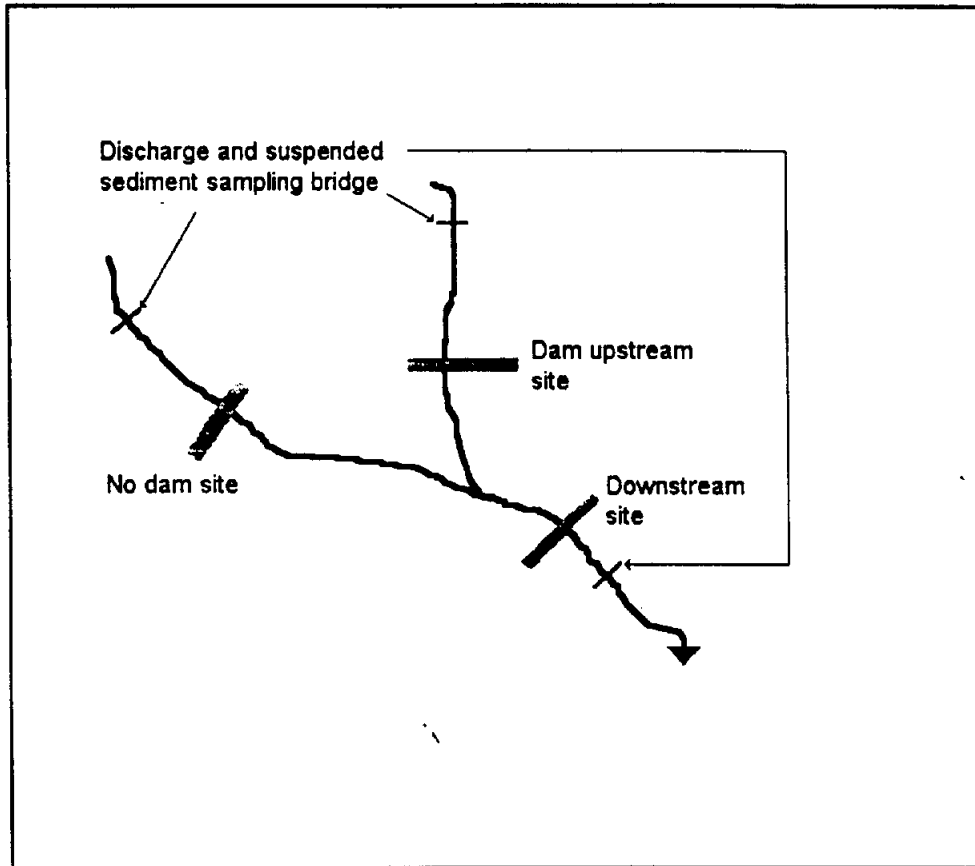 Discharge and suspended
sediment sampling bridge
Dam upstream
site
No dam site
Downstream
site